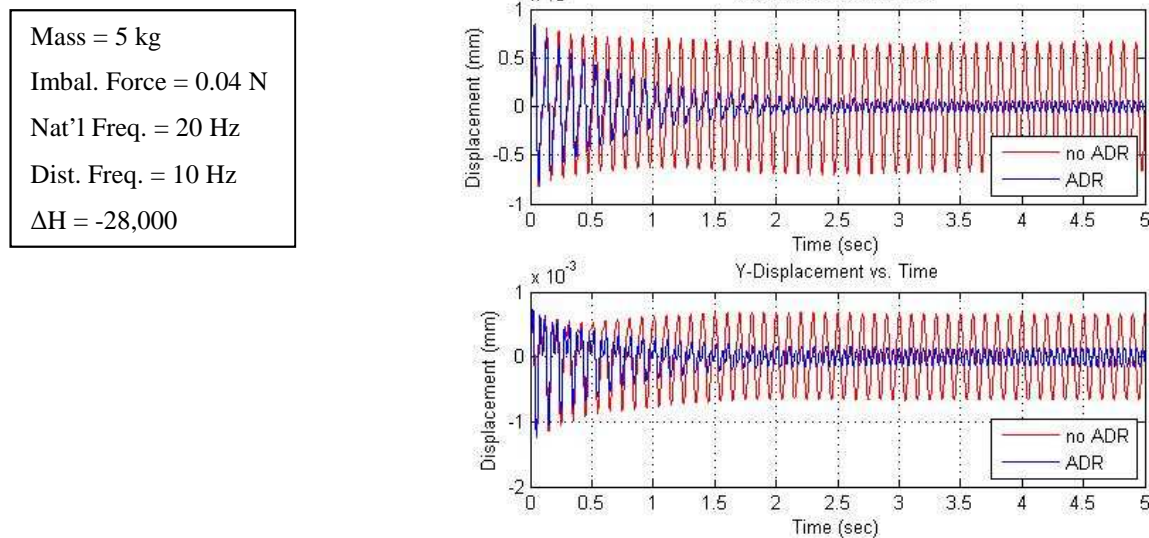 Mass = 5 kg
Imbal. Force = 0.04 N
Nat'l Freq. = 20 Hz
Dist. Freq. = 10 Hz
ΔH = -28,000
1
0.5
0
-0.5
-1
Displacement (mm)
no ADR
ADR
0 0.5 1 1.5 2 2.5 3 3.5 4 4.5 5
Time (sec)
x 10^-3
Y-Displacement vs. Time
1
0
-1
-2
Displacement (mm)
no ADR
ADR
0 0.5 1 1.5 2 2.5 3 3.5 4 4.5 5
Time (sec)